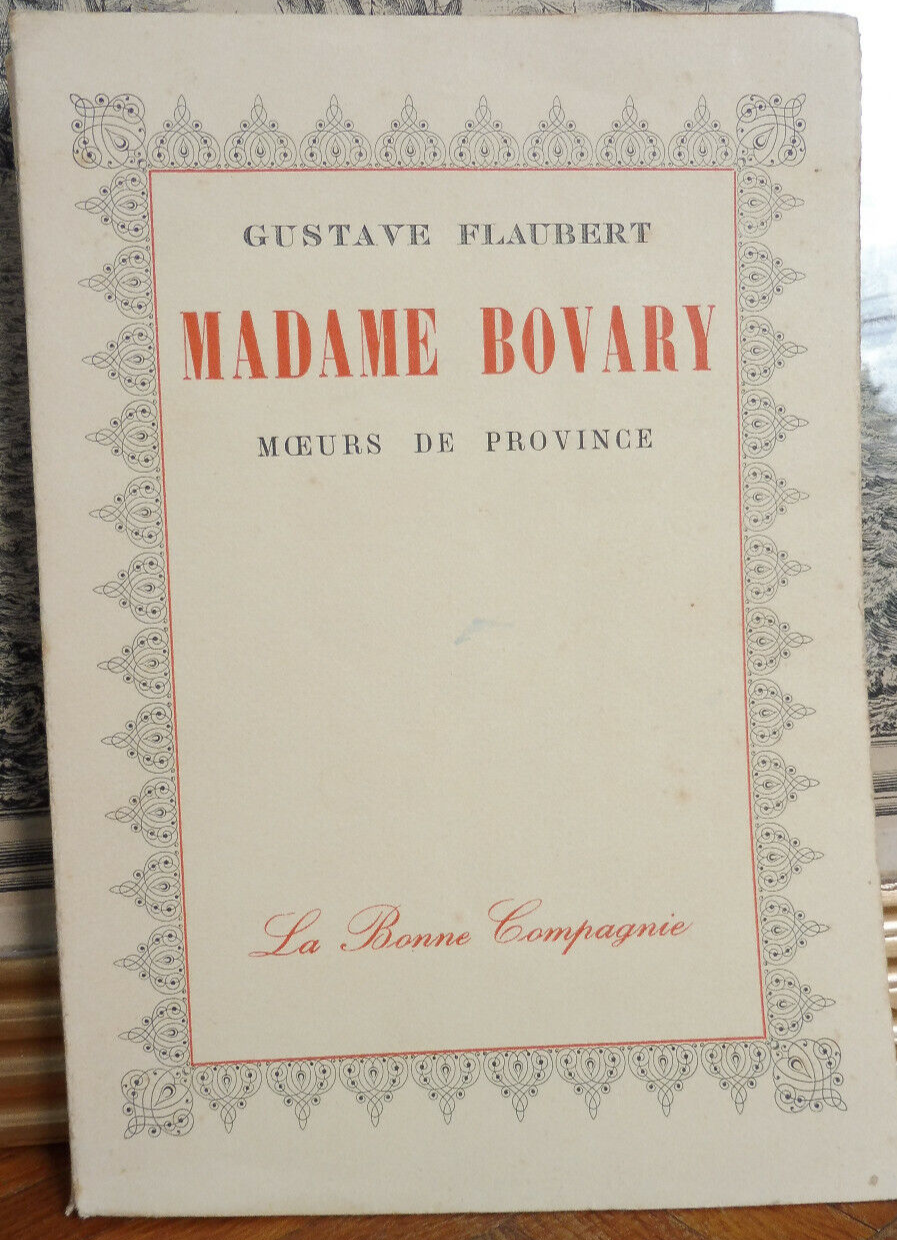 GUSTAVE FLAUBERT
MADAME BOVARY
MŒURS DE PROVINCE
La Bonne Compagnie